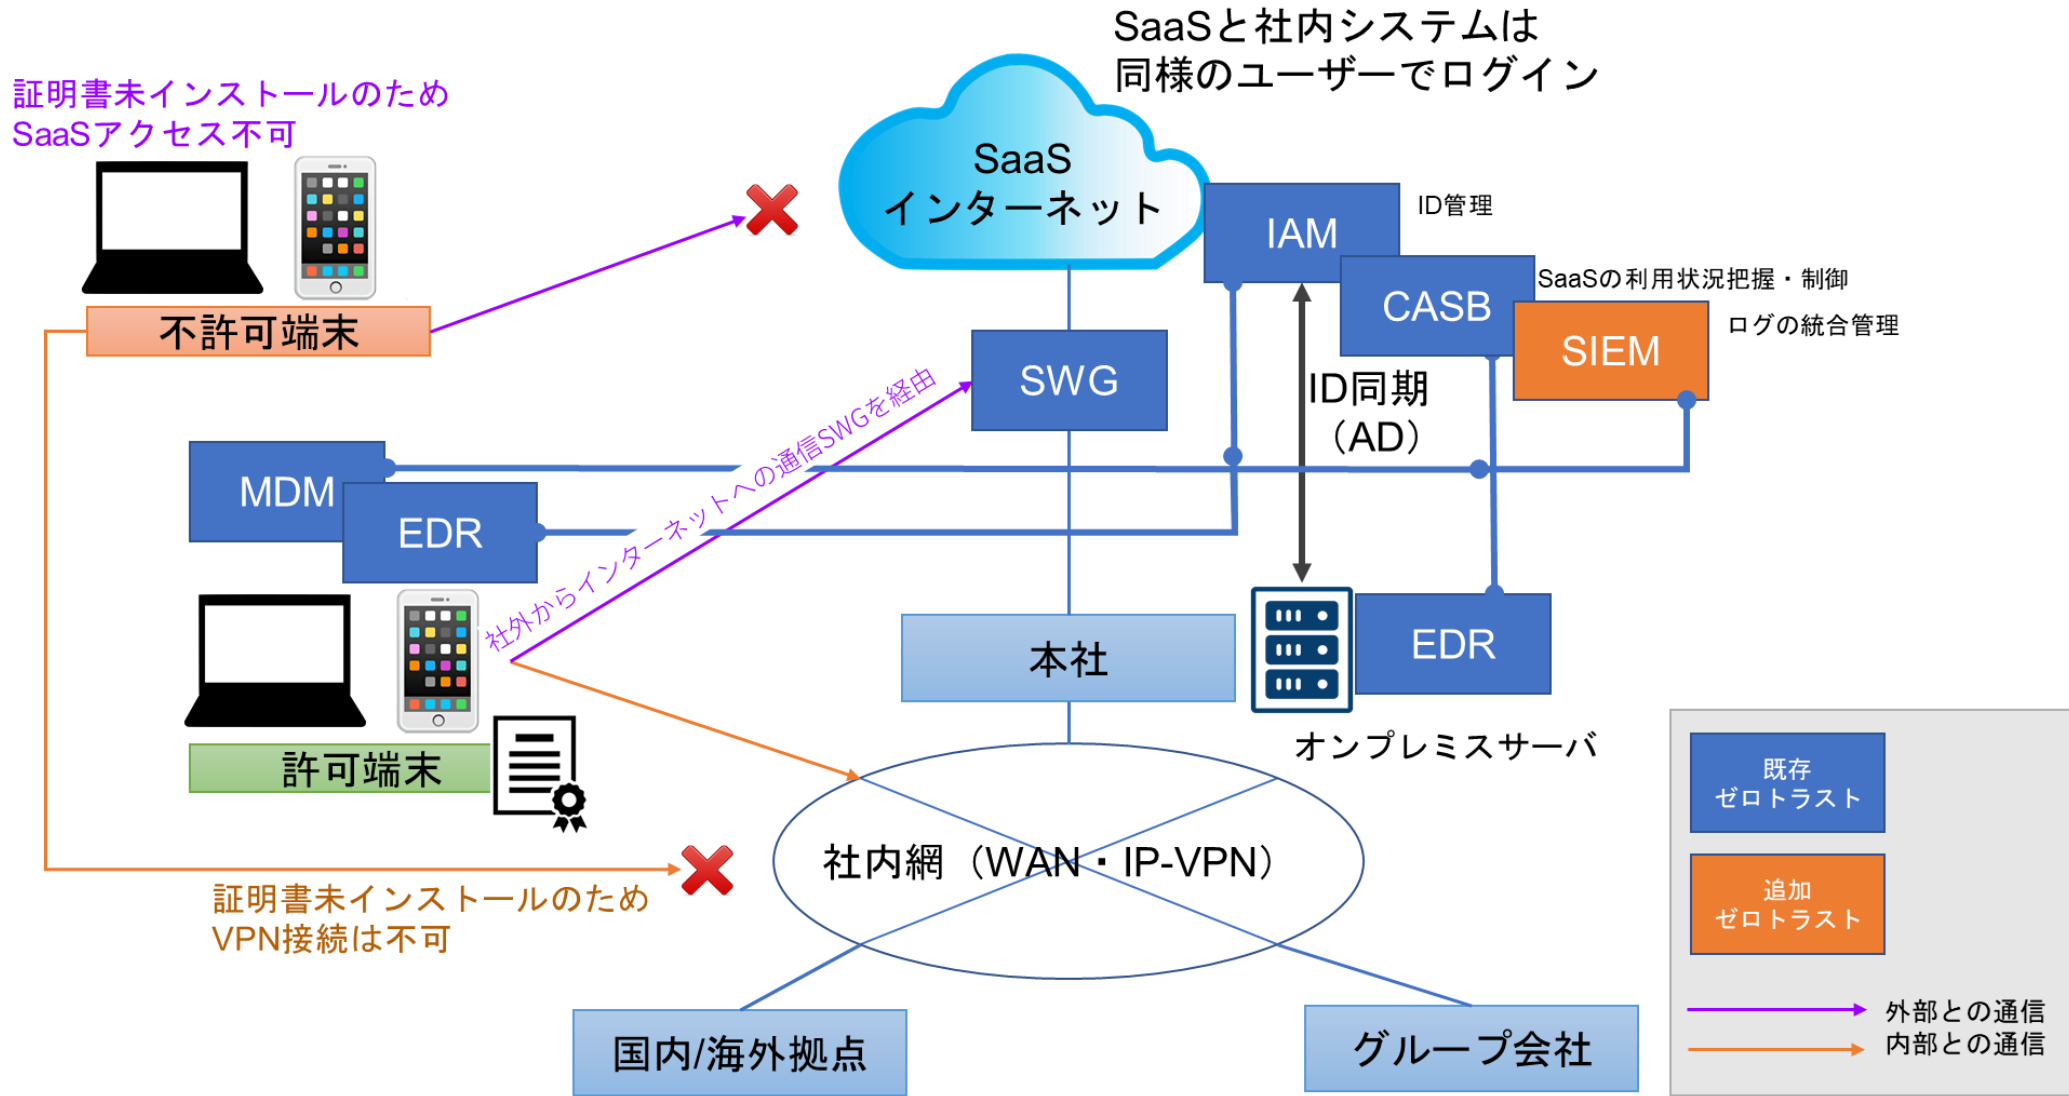 SaaSと社内システムは
同様のユーザーでログイン
証明書未インストールのため
SaaSアクセス不可
SaaS
インターネット
IAM
ID管理
CASB
SaaSの利用状況把握・制御
SIEM
ログの統合管理
不許可端末
SWG
ID同期
（AD）
社外からインターネットへの通信SWGを経由
MDM
EDR
本社
EDR
オンプレミスサーバ
許可端末
社内網（WAN・IP-VPN）
証明書未インストールのため
VPN接続は不可
国内/海外拠点
グループ会社
既存
ゼロトラスト
追加
ゼロトラスト
外部との通信
内部との通信